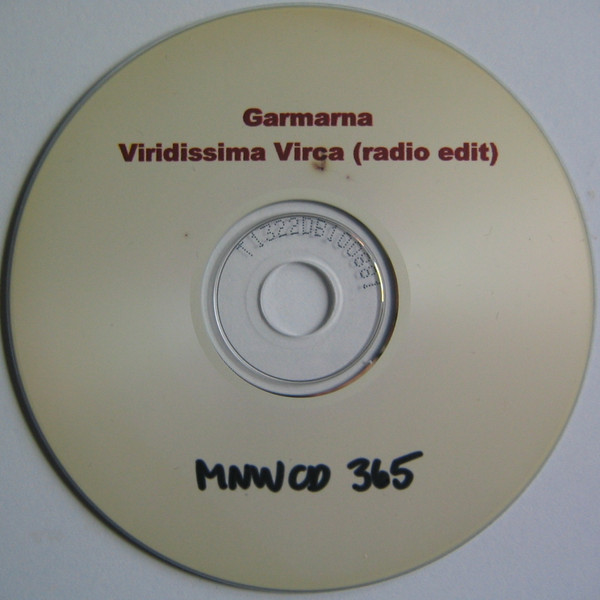 Garmarna
Viridissima Virca (radio edit)
MNWCD 365